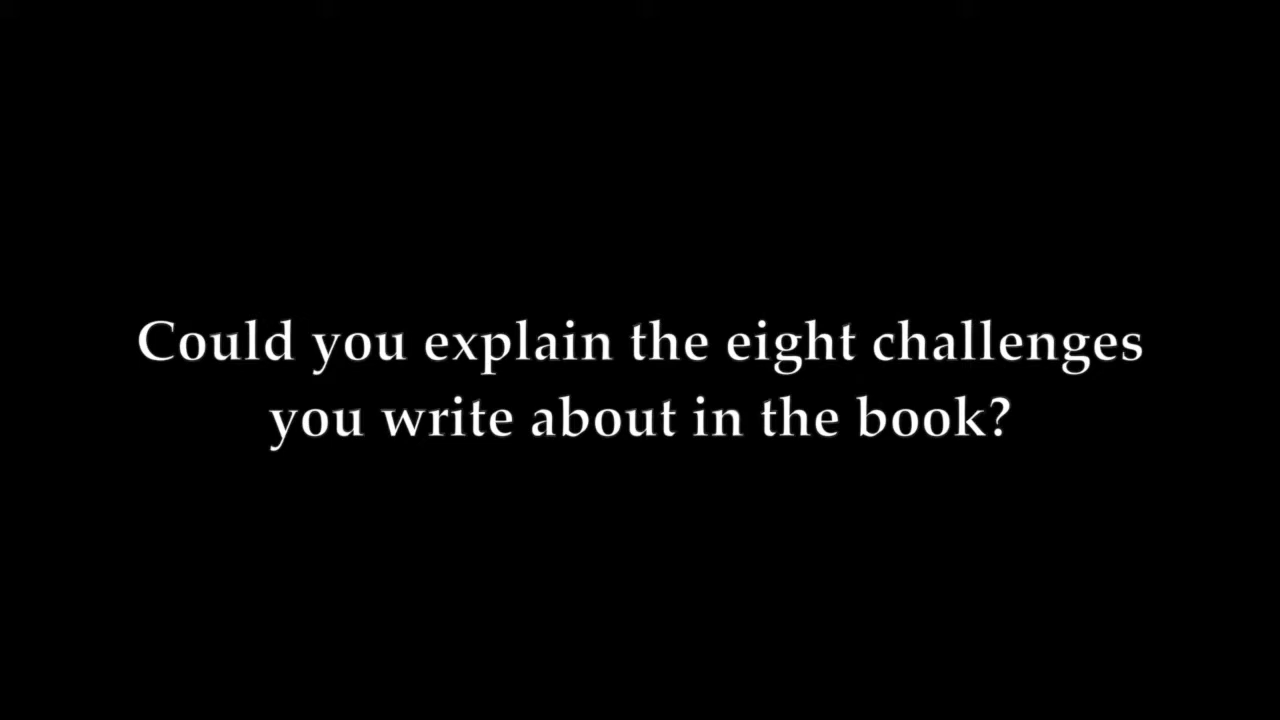 Could you explain the eight challenges
you write about in the book?